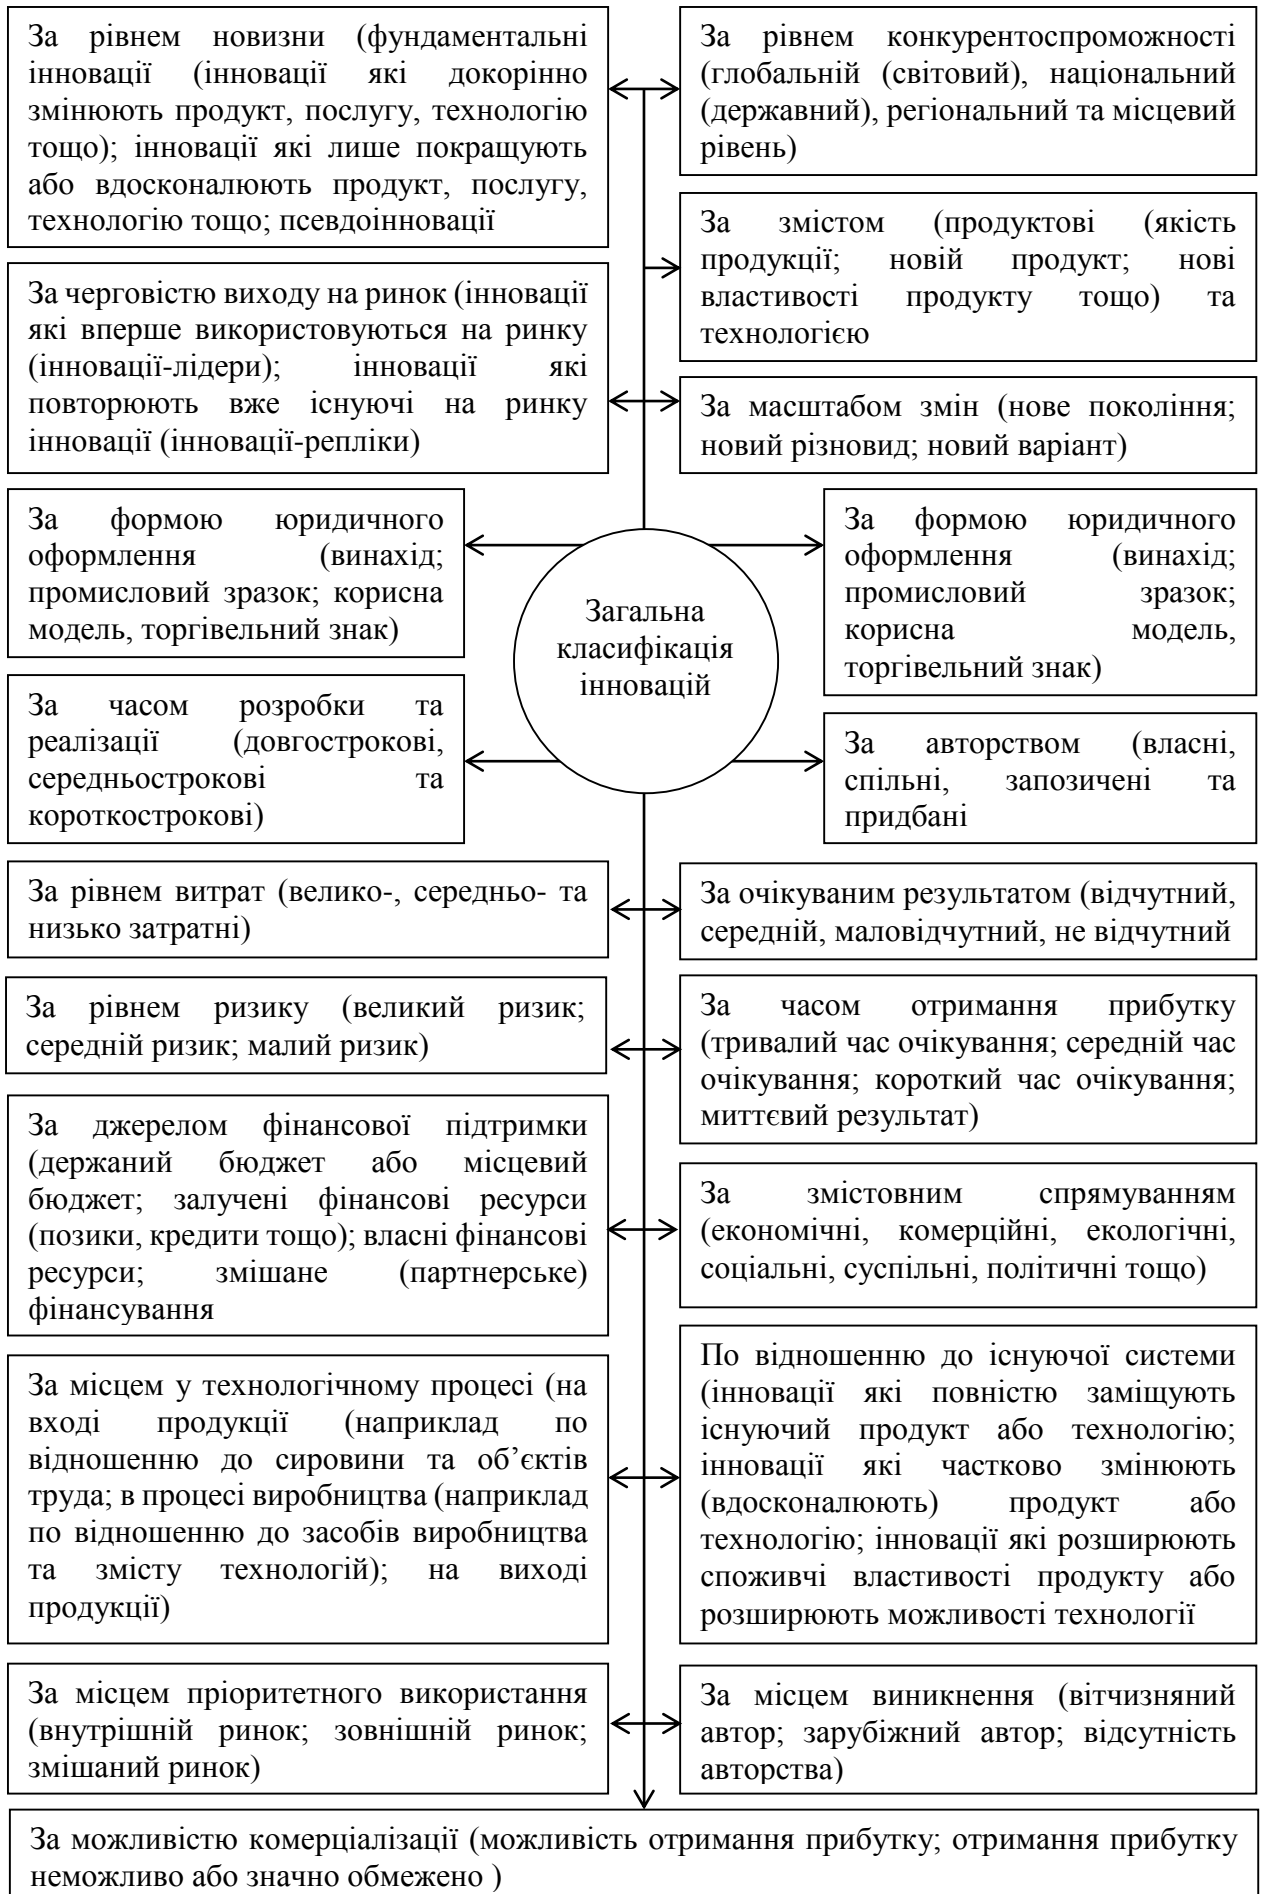 За рівнем новизни (фундаментальні
інновації (інновації які докорінно
змінюють продукт, послугу, технологію
тощо); інновації які лише покращують
або вдосконалюють продукт, послугу,
технологію тощо; псевдоінновації
За рівнем конкурентоспроможності
(глобальній (світовий), національний
(державний), регіональний та місцевий
рівень)
За змістом (продуктові (якість
продукції; новій продукт; нові
властивості продукту тощо) та
технологією
За черговістю виходу на ринок (інновації
які вперше використовуються на ринку
(інновації-лідери); інновації які
повторюють вже існуючі на ринку
інновації (інновації-репліки)
За масштабом змін (нове покоління;
новий різновид; новий варіант)
За формою юридичного
оформлення (винахід;
промисловий зразок; корисна
модель, торгівельний знак)
За формою юридичного
оформлення (винахід;
промисловий зразок;
корисна модель,
торгівельний знак)
Загальна
класифікація
інновацій
За часом розробки та
реалізації (довгострокові,
середньострокові та
короткострокові)
За авторством (власні,
спільні, запозичені та
придбані
За рівнем витрат (велико-, середньо- та
низько затратні)
За очікуваним результатом (відчутний,
середній, маловідчутний, не відчутний
За рівнем ризику (великий ризик;
середній ризик; малий ризик)
За часом отримання прибутку
(тривалий час очікування; середній час
очікування; короткий час очікування;
миттєвий результат)
За джерелом фінансової підтримки
(держаний бюджет або місцевий
бюджет; залучені фінансові ресурси
(позики, кредити тощо); власні фінансові
ресурси; змішане (партнерське)
фінансування
За змістовним спрямуванням
(економічні, комерційні, екологічні,
соціальні, суспільні, політичні тощо)
За місцем у технологічному процесі (на
вході продукції (наприклад по
відношенню до сировини та об’єктів
труда; в процесі виробництва (наприклад
по відношенню до засобів виробництва
та змісту технологій); на виході
продукції)
По відношенню до існуючої системи
(інновації які повністю заміщують
існуючий продукт або технологію;
інновації які частково змінюють
(вдосконалюють) продукт або
технологію; інновації які розширюють
споживчі властивості продукту або
розширюють можливості технології
За місцем пріоритетного використання
(внутрішній ринок; зовнішній ринок;
змішаний ринок)
За місцем виникнення (вітчизняний
автор; зарубіжний автор; відсутність
авторства)
За можливістю комерціалізації (можливість отримання прибутку; отримання прибутку
неможливо або значно обмежено )